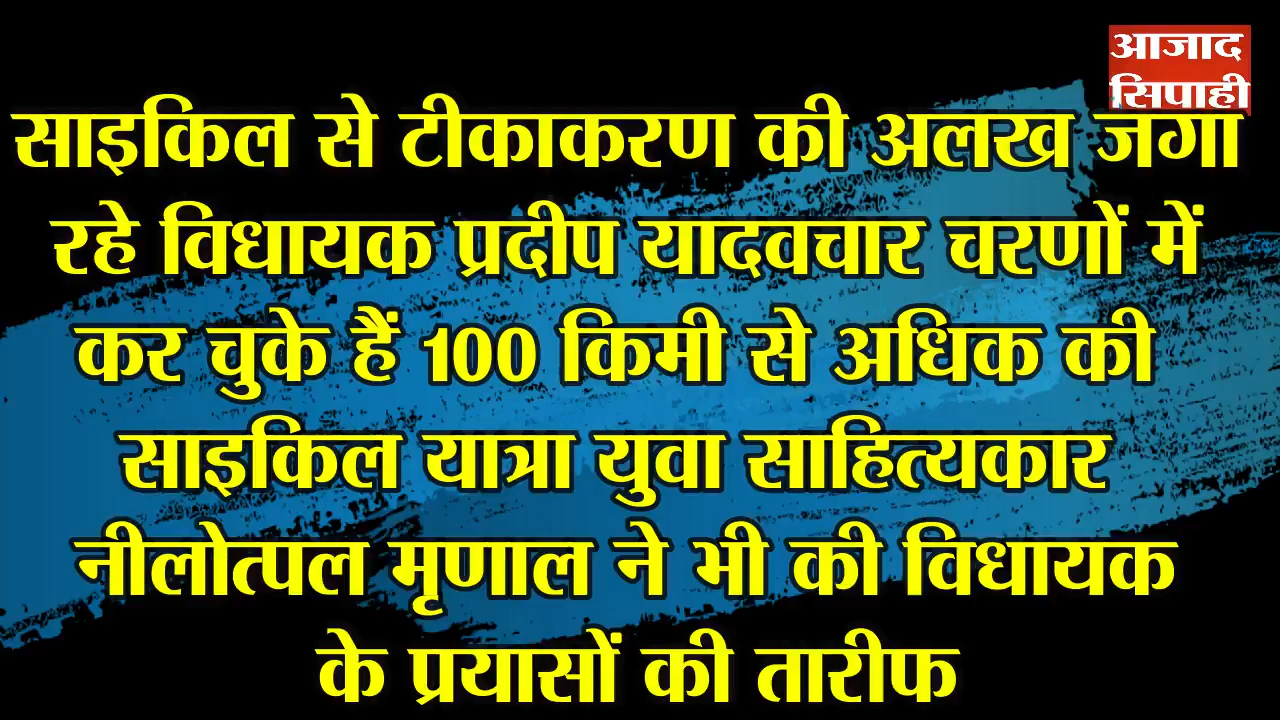 आजाद
सिपाही
साइकिल से टीकाकरण की अलख जगा
रहे विधायक प्रदीप यादवचार चरणों में
कर चुके हैं 100 किमी से अधिक की
साइकिल यात्रा युवा साहित्यकार
नीलोत्पल मृणाल ने भी की विधायक
के प्रयासों की तारीफ